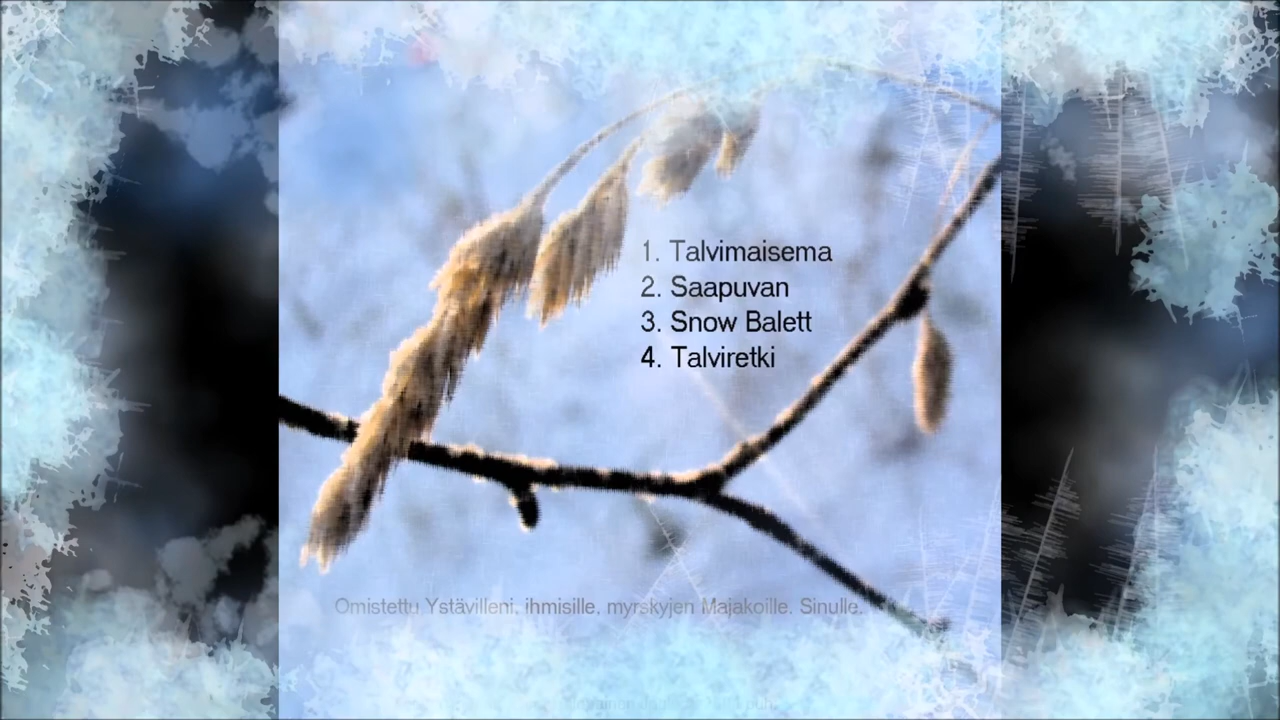 1. Talvimaisema
2. Saapuvan
3. Snow Balett
4. Talviretki
Omistettu Ystävilleni, ihmisille, myrskyjen Majakoille. Sinulle.